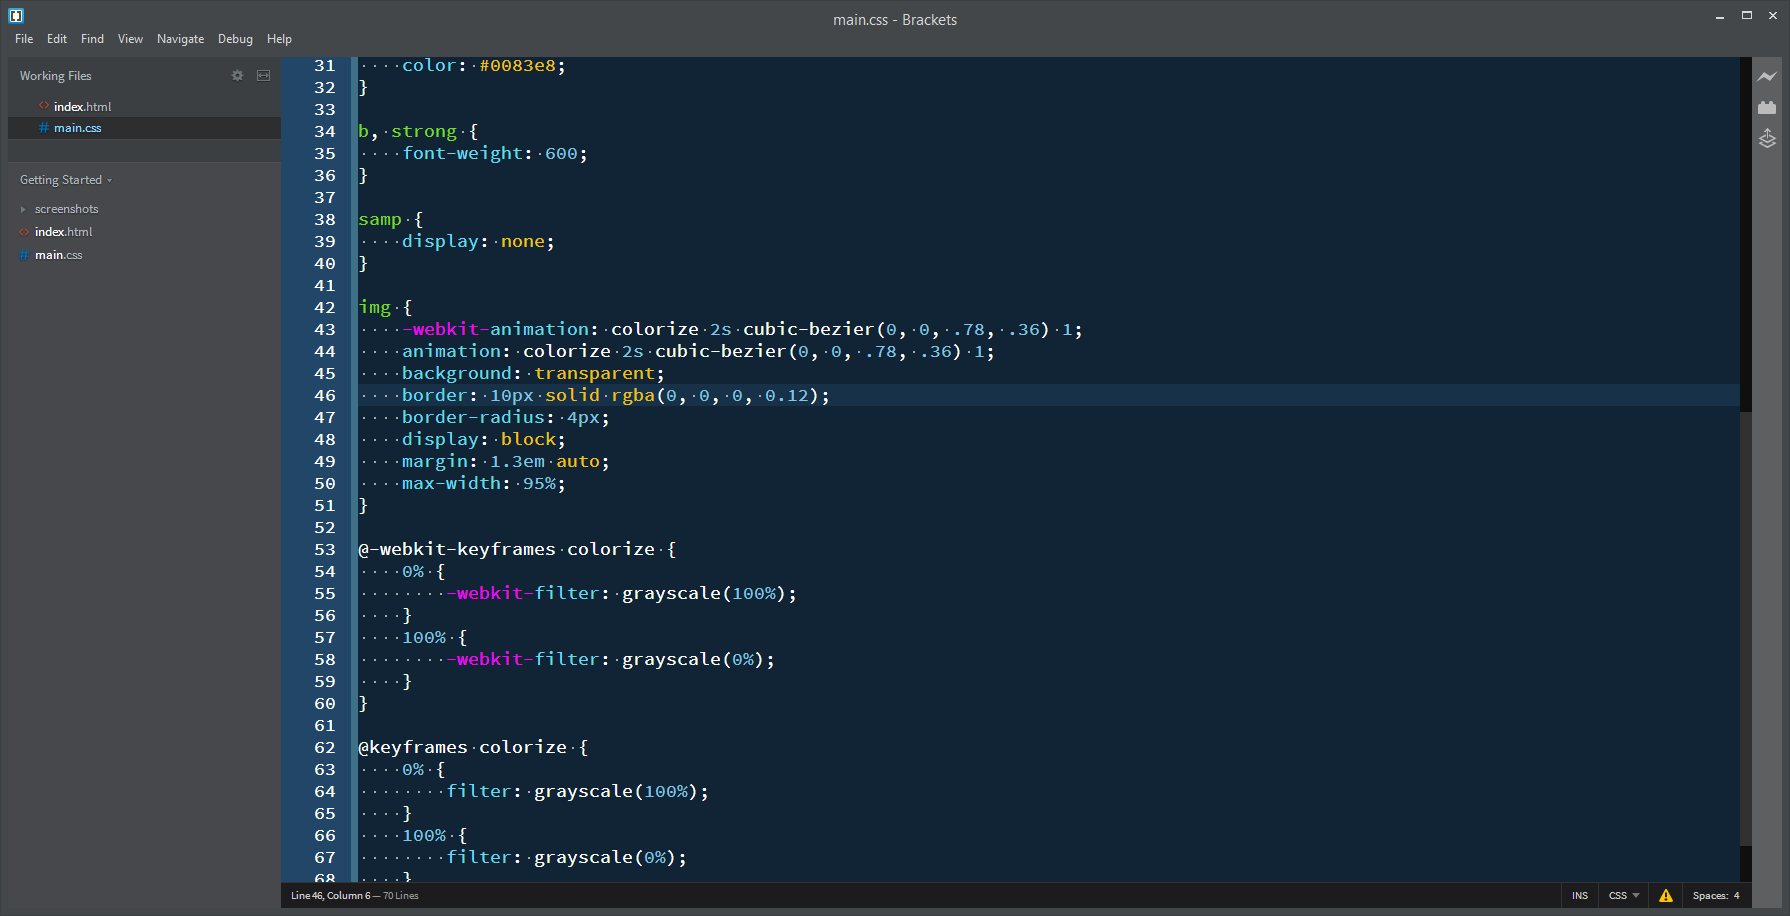 main.css - Brackets
File Edit Find View Navigate Debug Help
Working Files
index.html
main.css
Getting Started
screenshots
index.html
main.css
31     color: #0083e8;
32 }
33
34 b, strong {
35     font-weight: 600;
36 }
37
38 samp {
39     display: none;
40 }
41
42 img {
43     -webkit-animation: colorize 2s cubic-bezier(0, 0, .78, .36) 1;
44     animation: colorize 2s cubic-bezier(0, 0, .78, .36) 1;
45     background: transparent;
46     border: 10px solid rgba(0, 0, 0, 0.12);
47     border-radius: 4px;
48     display: block;
49     margin: 1.3em auto;
50     max-width: 95%;
51 }
52
53 @-webkit-keyframes colorize {
54     0% {
55         -webkit-filter: grayscale(100%);
56     }
57     100% {
58         -webkit-filter: grayscale(0%);
59     }
60 }
61
62 @keyframes colorize {
63     0% {
64         filter: grayscale(100%);
65     }
66     100% {
67         filter: grayscale(0%);
68     }
Line 46, Column 6 — 70 Lines
INS CSS Spaces: 4